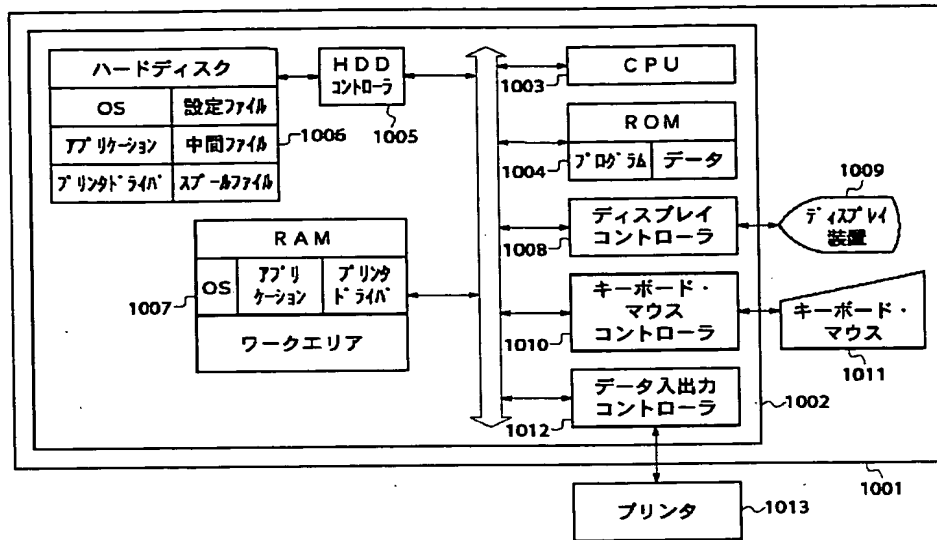 ハードディスク
OS
設定ファイル
アプリケーション
中間ファイル
プリンタドライバ
スプールファイル
1006
HDD
コントローラ
1005
RAM
OS
アプリ
ケーション
プリンタ
ドライバ
ワークエリア
1007
CPU
1003
ROM
プログラム
データ
1004
ディスプレイ
コントローラ
1008
1009
ディスプレイ
装置
キーボード・
マウス
コントローラ
1010
キーボード・
マウス
1011
データ入出力
コントローラ
1012
1002
1001
プリンタ
1013